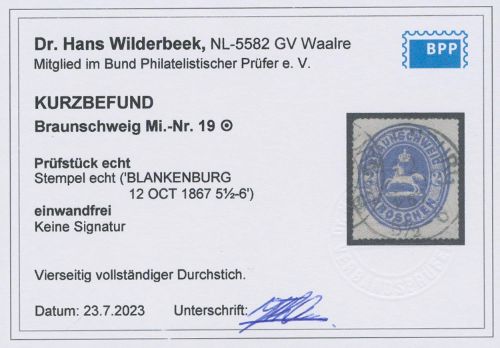 Dr. Hans Wilderbeek, NL-5582 GV Waalre
Mitglied im Bund Philatelistischer Prüfer e. V.
BPP
KURZBEFUND
Braunschweig Mi.-Nr. 19 ⊙
Prüfstück echt
Stempel echt ('BLANKENBURG
12 OCT 1867 5½-6')
einwandfrei
Keine Signatur
BRAUNSCHWEIG
GROSCHEN
Vierseitig vollständiger Durchstich.
Datum: 23.7.2023 Unterschrift: